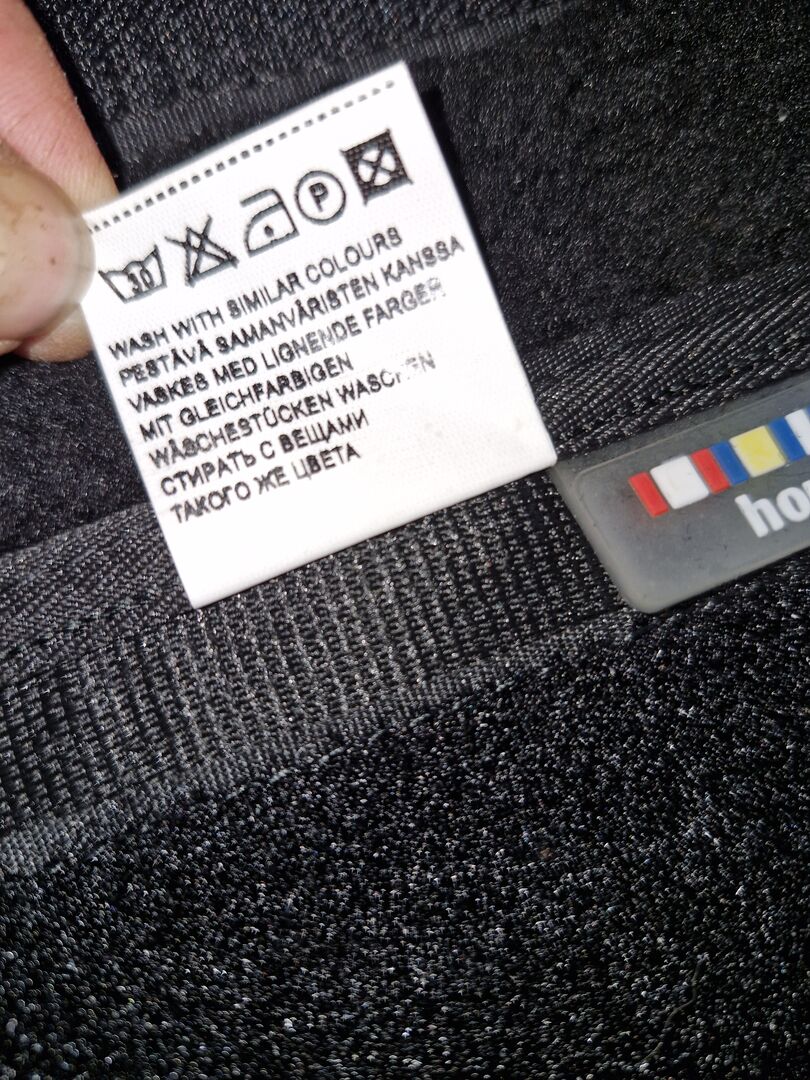 30
P
WASH WITH SIMILAR COLOURS
PESTÄVÄ SAMANVÄRISTEN KANSSA
VASKES MED LIGNENDE FARGER
MIT GLEICHFARBIGEN
WÄSCHESTÜCKEN WASCHEN
СТИРАТЬ С ВЕЩАМИ
ТАКОГО ЖЕ ЦВЕТА